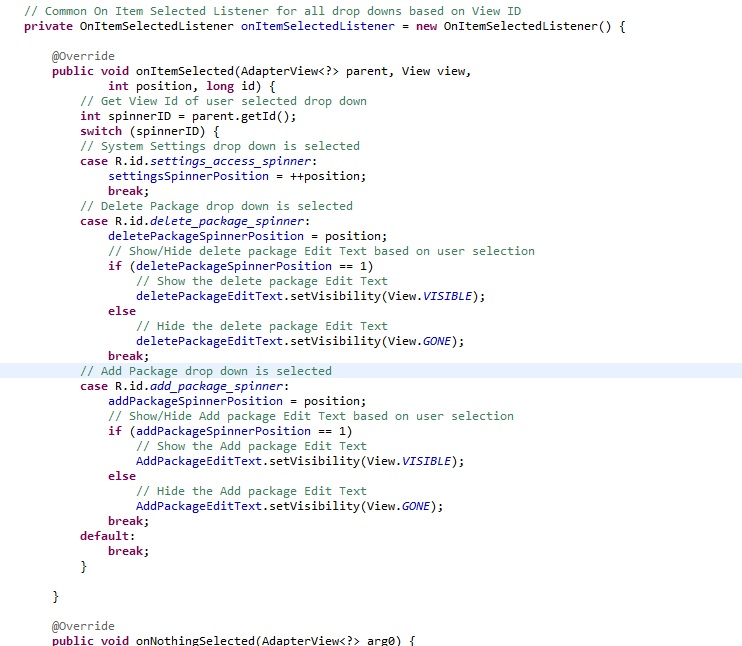 // Common On Item Selected Listener for all drop downs based on View ID
private OnItemSelectedListener onItemSelectedListener = new OnItemSelectedListener() {
@Override
public void onItemSelected(AdapterView<?> parent, View view,
int position, long id) {
// Get View Id of user selected drop down
int spinnerID = parent.getId();
switch (spinnerID) {
// System Settings drop down is selected
case R.id.settings_access_spinner:
settingsSpinnerPosition = ++position;
break;
// Delete Package drop down is selected
case R.id.delete_package_spinner:
deletePackageSpinnerPosition = position;
// Show/Hide delete package Edit Text based on user selection
if (deletePackageSpinnerPosition == 1)
// Show the delete package Edit Text
deletePackageEditText.setVisibility(View.VISIBLE);
else
// Hide the delete package Edit Text
deletePackageEditText.setVisibility(View.GONE);
break;
// Add Package drop down is selected
case R.id.add_package_spinner:
addPackageSpinnerPosition = position;
// Show/Hide Add package Edit Text based on user selection
if (addPackageSpinnerPosition == 1)
// Show the Add package Edit Text
AddPackageEditText.setVisibility(View.VISIBLE);
else
// Hide the Add package Edit Text
AddPackageEditText.setVisibility(View.GONE);
break;
default:
break;
}
}
@Override
public void onNothingSelected(AdapterView<?> arg0) {